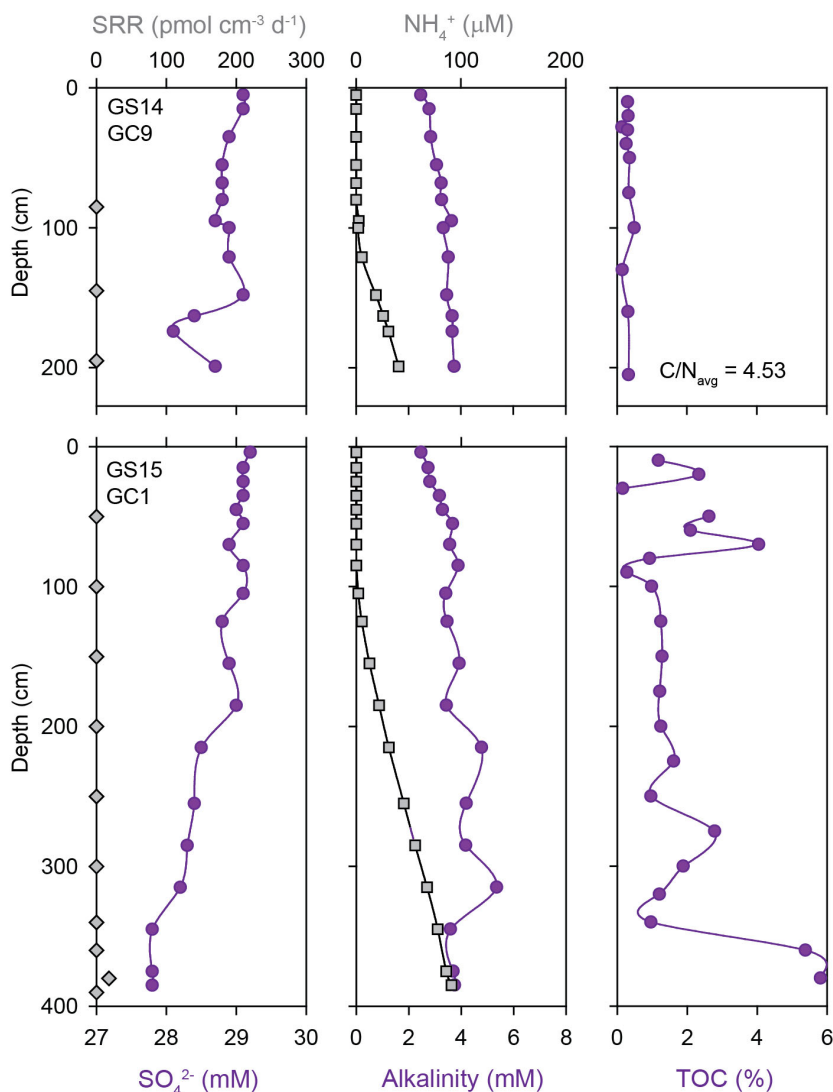 SRR (pmol cm⁻³ d⁻¹) NH₄⁺ (μM)
0 100 200 300 0 100 200
0
100
200
Depth (cm)
GS14
GC9
C/Nₐᵥ𝑔 = 4.53
0
100
200
300
400
Depth (cm)
GS15
GC1
27 28 29 30 0 2 4 6 8 0 2 4 6
SO₄²⁻ (mM) Alkalinity (mM) TOC (%)